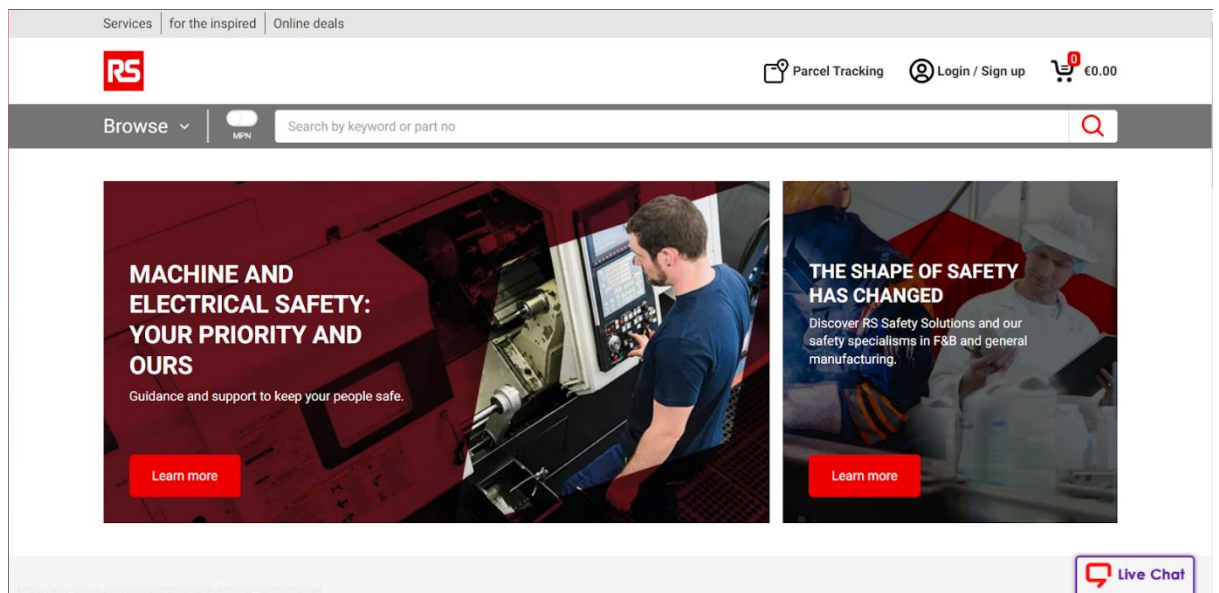 Services for the inspired Online deals
RS
Parcel Tracking
Login / Sign up
0
€0.00
Browse
MPN
Search by keyword or part no
MACHINE AND
ELECTRICAL SAFETY:
YOUR PRIORITY AND
OURS
Guidance and support to keep your people safe.
Learn more
THE SHAPE OF SAFETY
HAS CHANGED
Discover RS Safety Solutions and our
safety specialisms in F&B and general
manufacturing.
Learn more
Live Chat